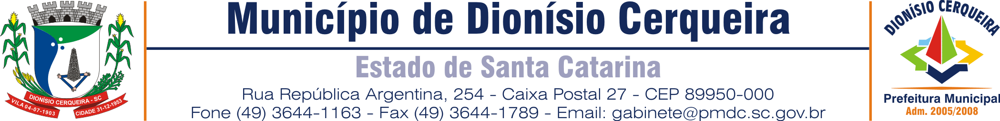 DIONÍSIO CERQUEIRA - SC
VILA 04-07-1903
CIDADE 31-12-1953
Município de Dionísio Cerqueira
Estado de Santa Catarina
Rua República Argentina, 254 - Caixa Postal 27 - CEP 89950-000
Fone (49) 3644-1163 - Fax (49) 3644-1789 - Email: gabinete@pmdc.sc.gov.br
DIONÍSIO CERQUEIRA
Prefeitura Municipal
Adm. 2005/2008